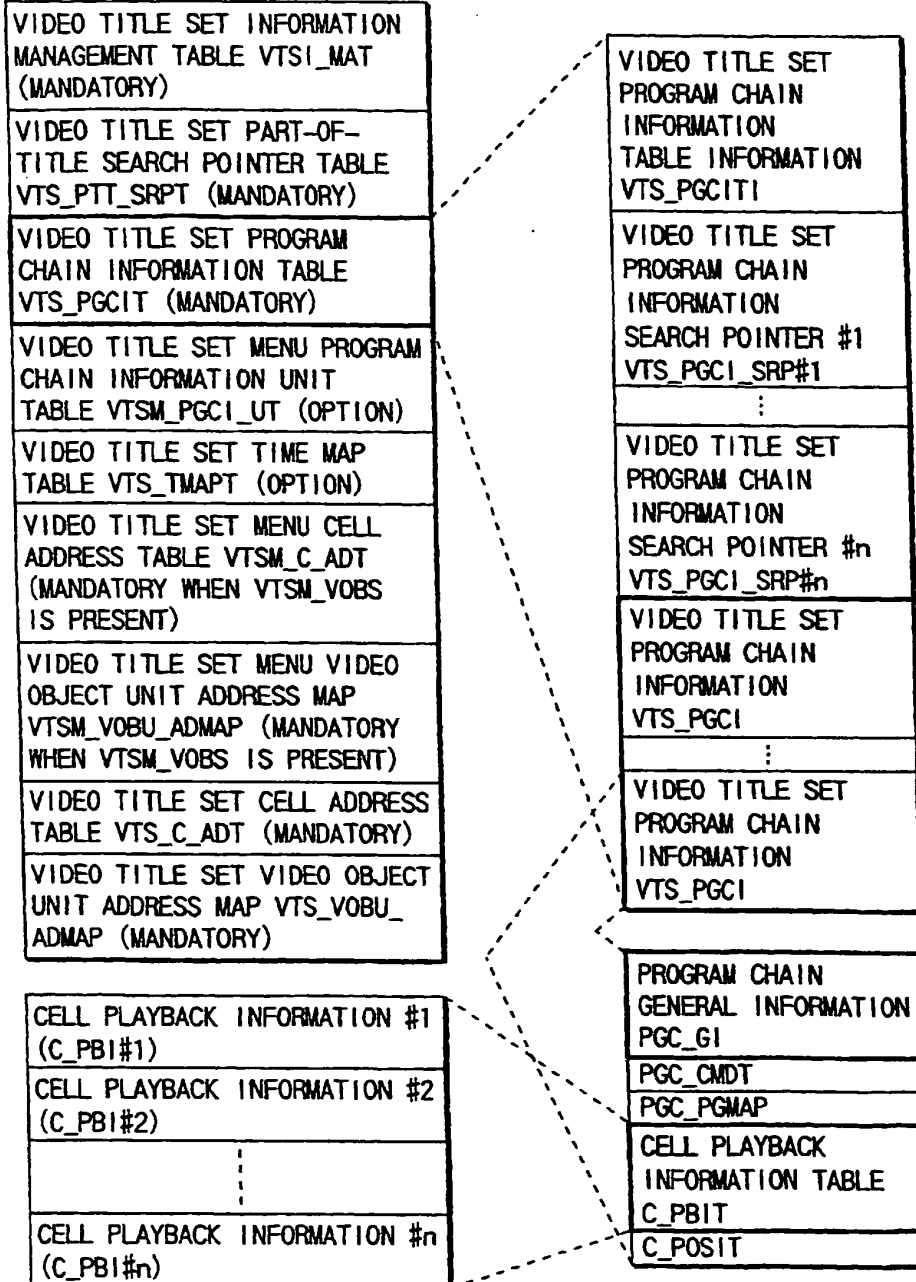 VIDEO TITLE SET INFORMATION
MANAGEMENT TABLE VTSI_MAT
(MANDATORY)
VIDEO TITLE SET PART-OF-
TITLE SEARCH POINTER TABLE
VTS_PTT_SRPT (MANDATORY)
VIDEO TITLE SET PROGRAM
CHAIN INFORMATION TABLE
VTS_PGCIT (MANDATORY)
VIDEO TITLE SET MENU PROGRAM
CHAIN INFORMATION UNIT
TABLE VTSM_PGCI_UT (OPTION)
VIDEO TITLE SET TIME MAP
TABLE VTS_TMAPT (OPTION)
VIDEO TITLE SET MENU CELL
ADDRESS TABLE VTSM_C_ADT
(MANDATORY WHEN VTSM_VOBS
IS PRESENT)
VIDEO TITLE SET MENU VIDEO
OBJECT UNIT ADDRESS MAP
VTSM_VOBU_ADMAP (MANDATORY
WHEN VTSM_VOBS IS PRESENT)
VIDEO TITLE SET CELL ADDRESS
TABLE VTS_C_ADT (MANDATORY)
VIDEO TITLE SET VIDEO OBJECT
UNIT ADDRESS MAP VTS_VOBU_
ADMAP (MANDATORY)
VIDEO TITLE SET
PROGRAM CHAIN
INFORMATION
TABLE INFORMATION
VTS_PGCITI
VIDEO TITLE SET
PROGRAM CHAIN
INFORMATION
SEARCH POINTER #1
VTS_PGCI_SRP#1
VIDEO TITLE SET
PROGRAM CHAIN
INFORMATION
SEARCH POINTER #n
VTS_PGCI_SRP#n
VIDEO TITLE SET
PROGRAM CHAIN
INFORMATION
VTS_PGCI
VIDEO TITLE SET
PROGRAM CHAIN
INFORMATION
VTS_PGCI
PROGRAM CHAIN
GENERAL INFORMATION
PGC_GI
PGC_CMDT
PGC_PGMAP
CELL PLAYBACK
INFORMATION TABLE
C_PBIT
C_POSIT
CELL PLAYBACK INFORMATION #1
(C_PBI#1)
CELL PLAYBACK INFORMATION #2
(C_PBI#2)
CELL PLAYBACK INFORMATION #n
(C_PBI#n)